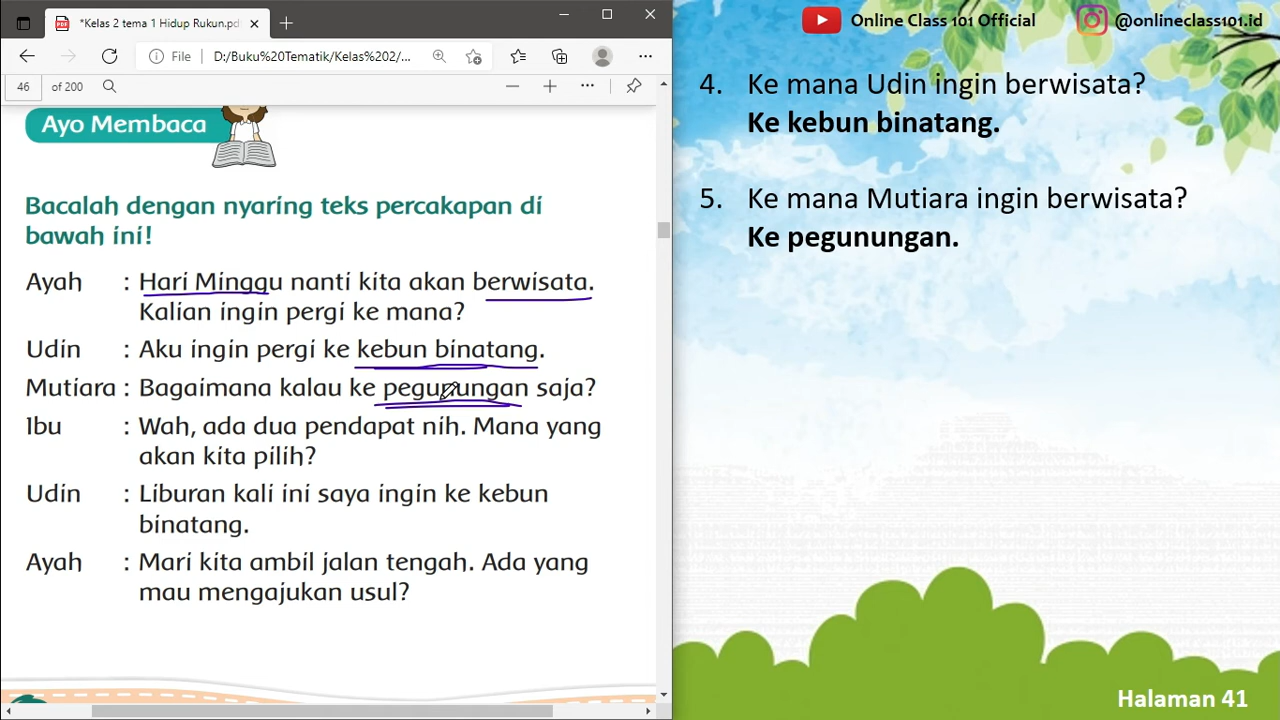 *Kelas 2 tema 1 Hidup Rukun.pd
File
D:/Buku%20Tematik/Kelas%202/...
46
of 200
Ayo Membaca
Bacalah dengan nyaring teks percakapan di
bawah ini!
Ayah : Hari Minggu nanti kita akan berwisata.
Kalian ingin pergi ke mana?
Udin : Aku ingin pergi ke kebun binatang.
Mutiara : Bagaimana kalau ke pegunungan saja?
Ibu : Wah, ada dua pendapat nih. Mana yang
akan kita pilih?
Udin : Liburan kali ini saya ingin ke kebun
binatang.
Ayah : Mari kita ambil jalan tengah. Ada yang
mau mengajukan usul?
Online Class 101 Official
@onlineclass101.id
4. Ke mana Udin ingin berwisata?
Ke kebun binatang.
5. Ke mana Mutiara ingin berwisata?
Ke pegunungan.
Halaman 41